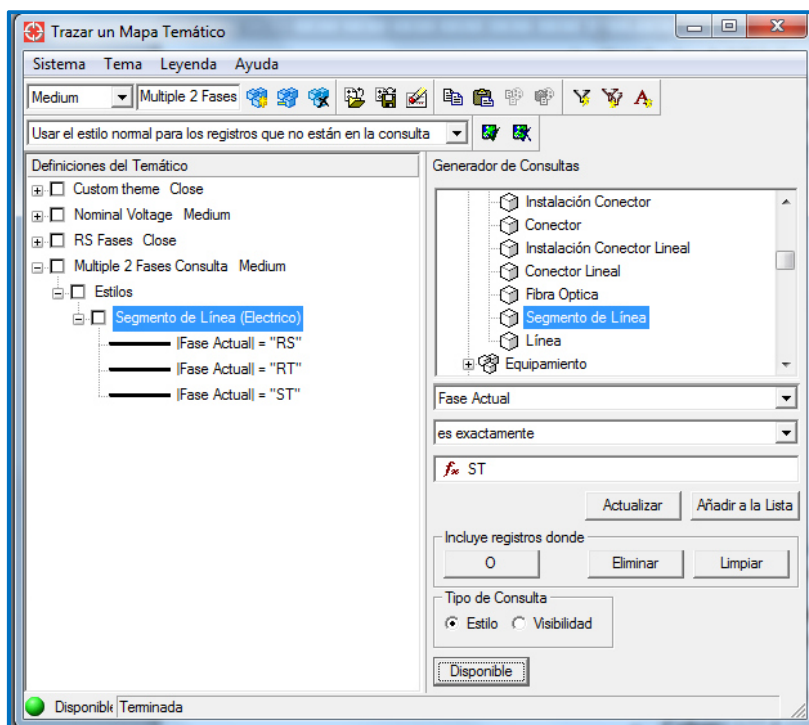 Trazar un Mapa Temático
Sistema Tema Leyenda Ayuda
Medium Multiple 2 Fases
Usar el estilo normal para los registros que no están en la consulta
Definiciones del Temático
Custom theme Close
Nominal Voltage Medium
RS Fases Close
Multiple 2 Fases Consulta Medium
Estilos
Segmento de Línea (Electrico)
|Fase Actual| = "RS"
|Fase Actual| = "RT"
|Fase Actual| = "ST"
Generador de Consultas
Instalación Conector
Conector
Instalación Conector Lineal
Conector Lineal
Fibra Optica
Segmento de Línea
Línea
Equipamiento
Fase Actual
es exactamente
fx ST
Actualizar Añadir a la Lista
Incluye registros donde
O Eliminar Limpiar
Tipo de Consulta
Estilo Visibilidad
Disponible
Disponible Terminada